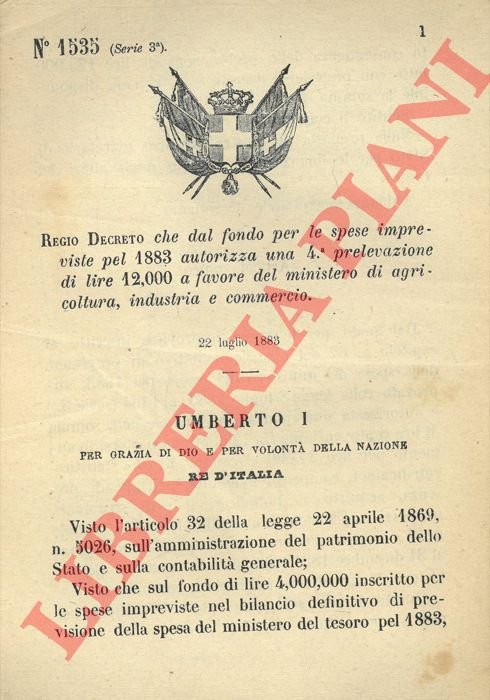 1
N° 1535 (Serie 3ª).
REGIO DECRETO che dal fondo per le spese impre-
viste pel 1883 autorizza una 4.ª prelevazione
di lire 12,000 a favore del ministero di agri-
coltura, industria e commercio.
22 luglio 1883
UMBERTO I
PER GRAZIA DI DIO E PER VOLONTÀ DELLA NAZIONE
RE D'ITALIA
Visto l'articolo 32 della legge 22 aprile 1869,
n. 5026, sull'amministrazione del patrimonio dello
Stato e sulla contabilità generale;
Visto che sul fondo di lire 4,000,000 inscritto per
le spese impreviste nel bilancio definitivo di pre-
visione della spesa del ministero del tesoro pel 1883,
LIBRERIA PIANI